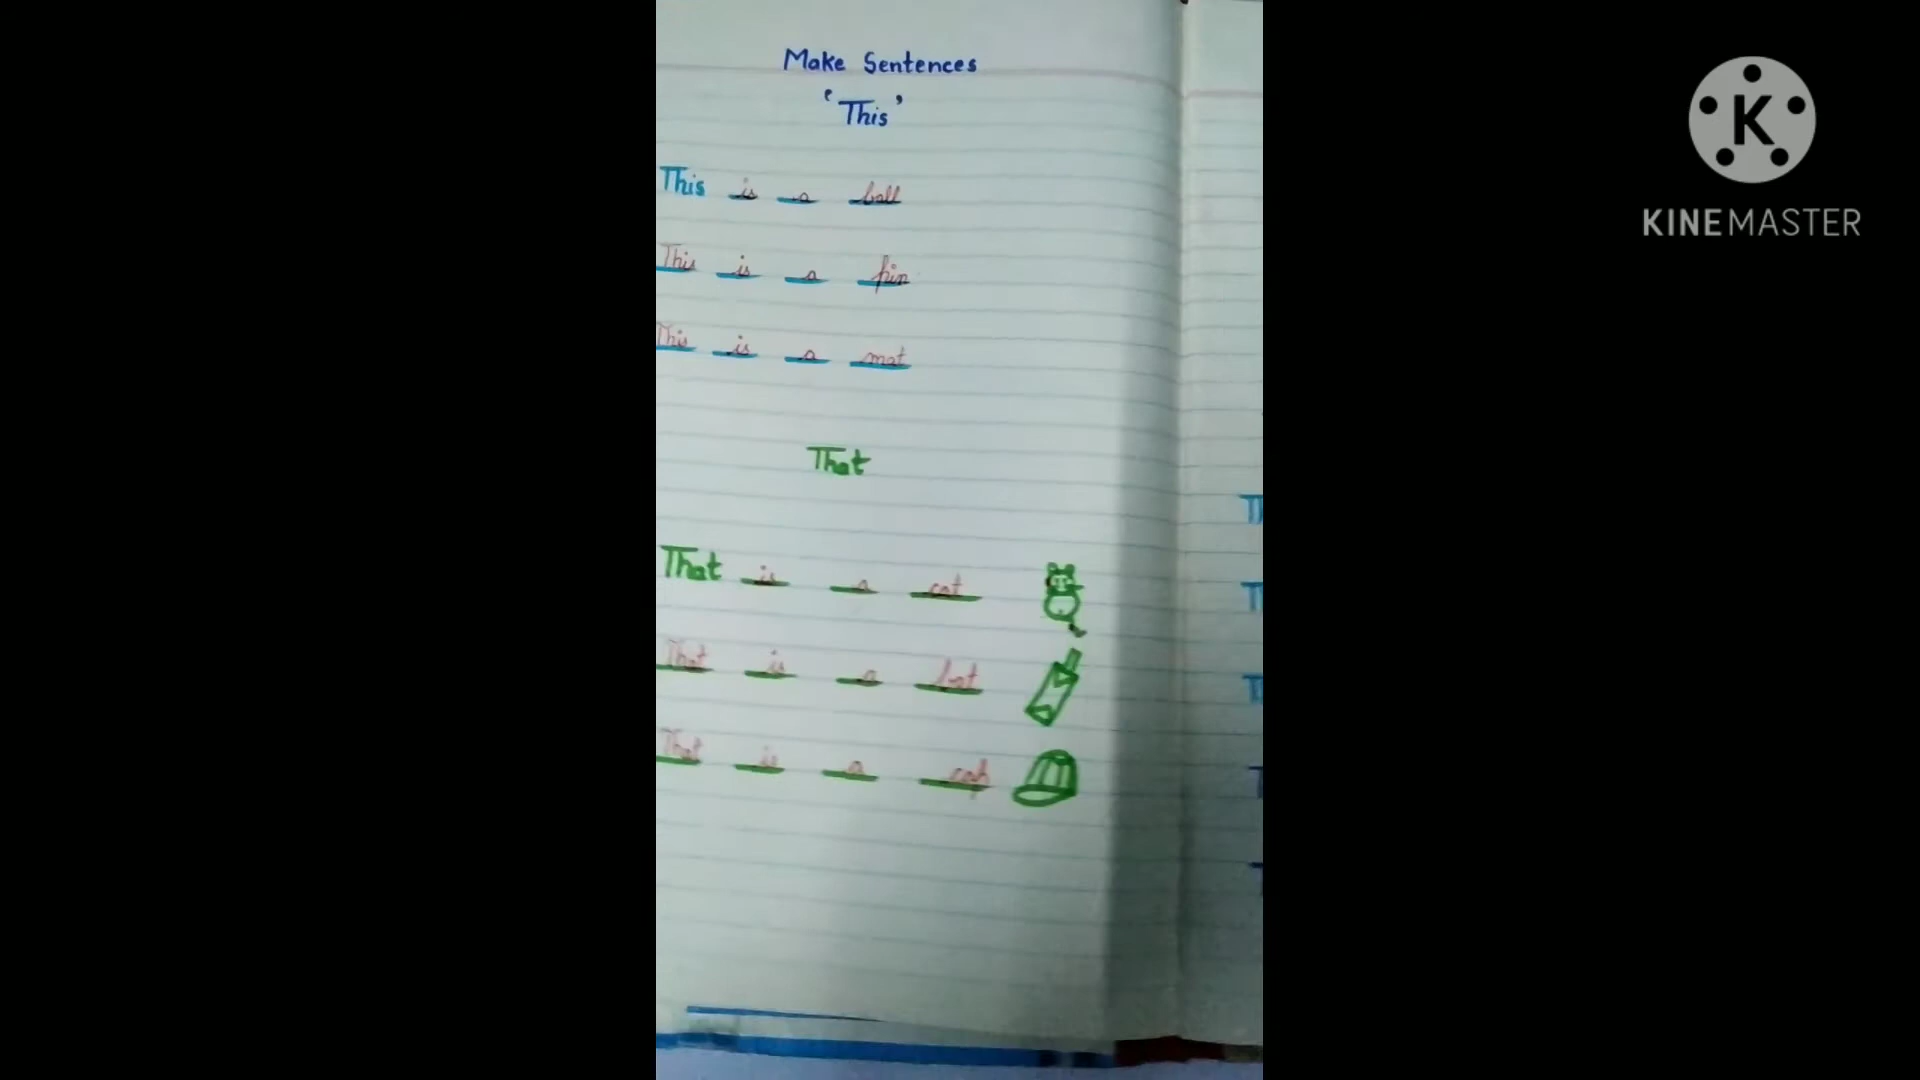 Make Sentences
'This'
This is a ball
This is a pin
This is a mat
That
That is a cat
That is a bat
That is a cap
K
KINEMASTER